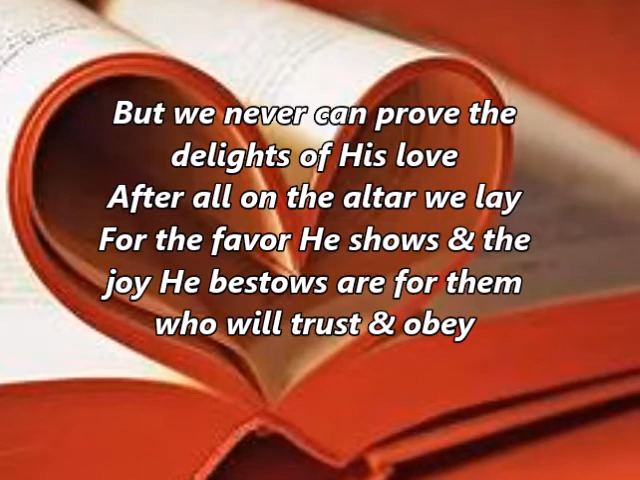 But we never can prove the
delights of His love
After all on the altar we lay
For the favor He shows & the
joy He bestows are for them
who will trust & obey